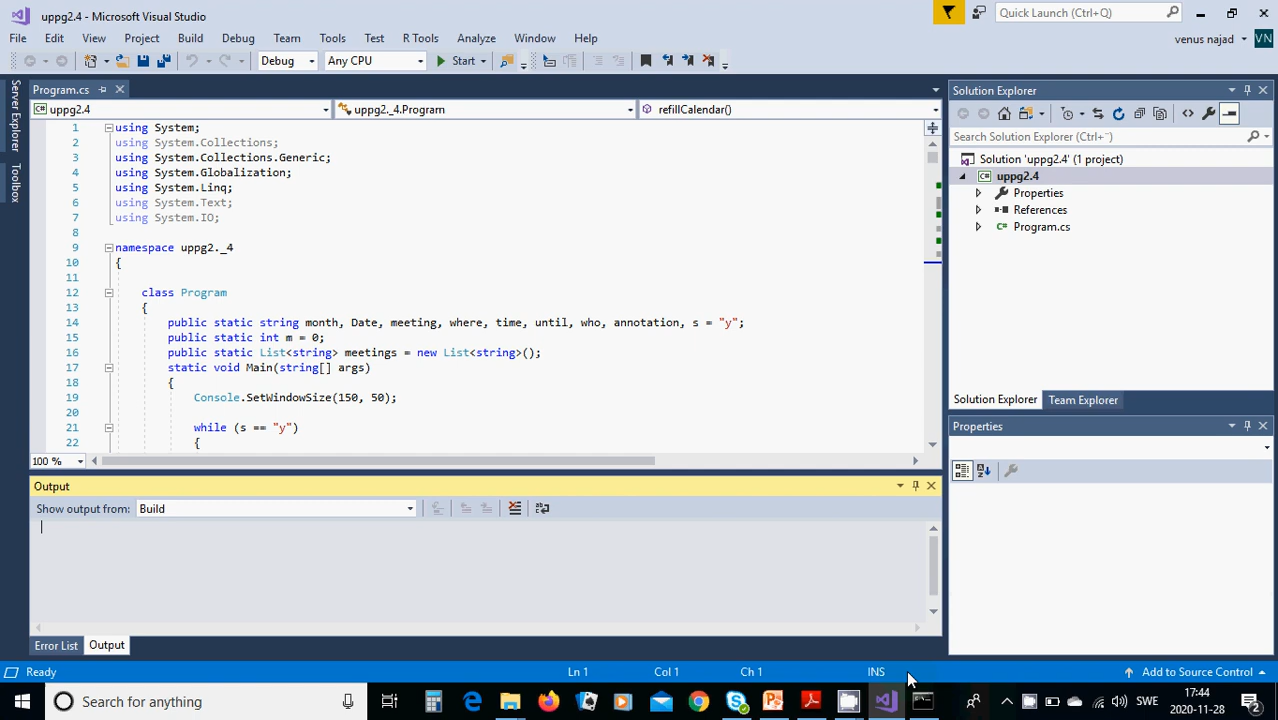 uppg2.4 - Microsoft Visual Studio
Quick Launch (Ctrl+Q)
File Edit View Project Build Debug Team Tools Test R Tools Analyze Window Help
venus najad VN
Debug Any CPU Start
Server Explorer
Toolbox
Program.cs
uppg2.4 uppg2._4.Program refillCalendar()
1 using System;
2 using System.Collections;
3 using System.Collections.Generic;
4 using System.Globalization;
5 using System.Linq;
6 using System.Text;
7 using System.IO;
8
9 namespace uppg2._4
10 {
11
12 class Program
13 {
14 public static string month, Date, meeting, where, time, until, who, annotation, s = "y";
15 public static int m = 0;
16 public static List<string> meetings = new List<string>();
17 static void Main(string[] args)
18 {
19 Console.SetWindowSize(150, 50);
20
21 while (s == "y")
22 {
100 %
Output
Show output from: Build
Error List Output
Solution Explorer
Search Solution Explorer (Ctrl+¨)
Solution 'uppg2.4' (1 project)
uppg2.4
Properties
References
Program.cs
Solution Explorer Team Explorer
Properties
Ready Ln 1 Col 1 Ch 1 INS Add to Source Control
Search for anything
SWE
17:44
2020-11-28
2